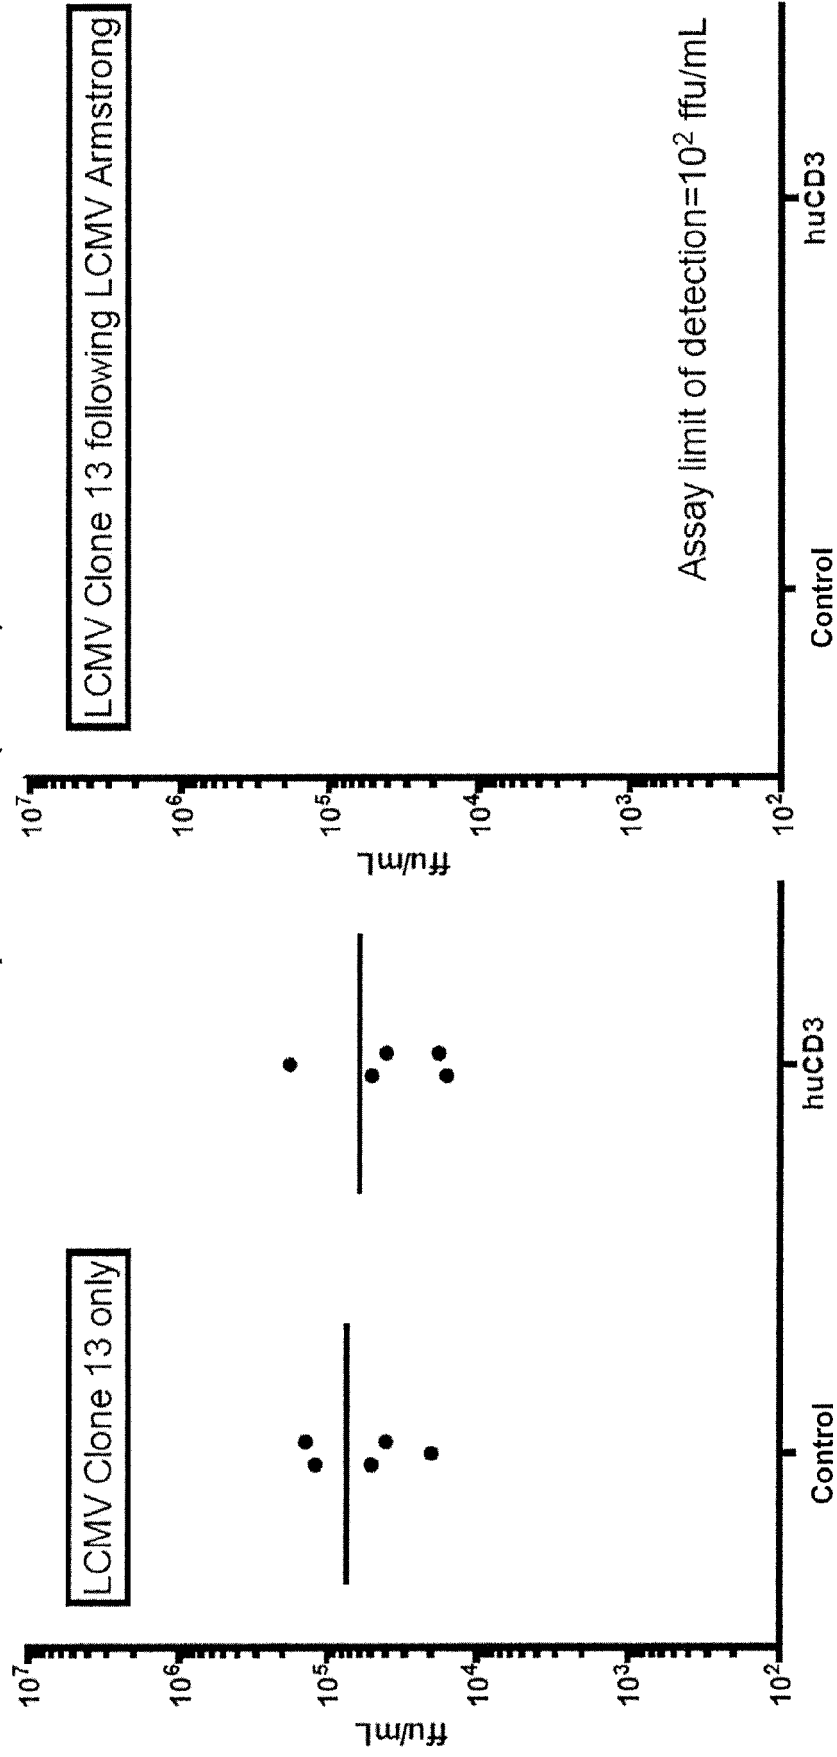 LCMV Clone 13 only
ffu/mL
10⁷
10⁶
10⁵
10⁴
10³
10²
Control
huCD3
LCMV Clone 13 following LCMV Armstrong
ffu/mL
10⁷
10⁶
10⁵
10⁴
10³
10²
Assay limit of detection=10² ffu/mL
Control
huCD3